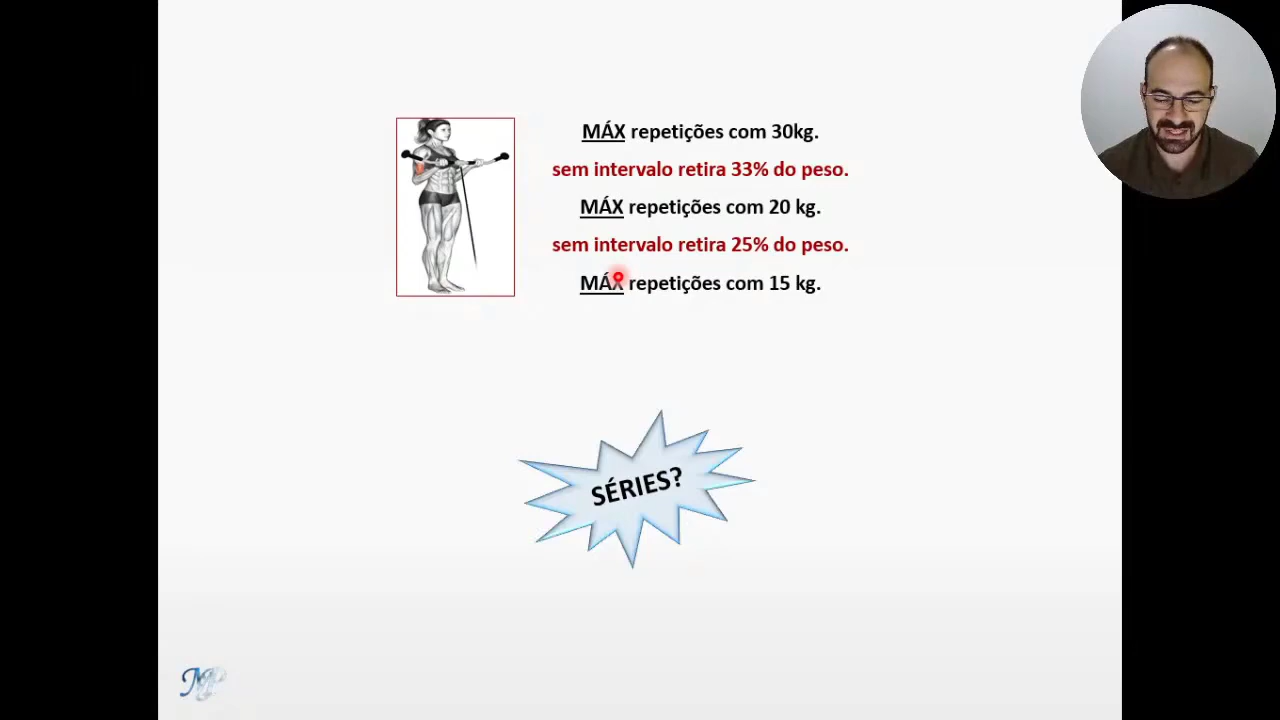 MÁX repetições com 30kg.
sem intervalo retira 33% do peso.
MÁX repetições com 20 kg.
sem intervalo retira 25% do peso.
MÁX repetições com 15 kg.
SÉRIES?